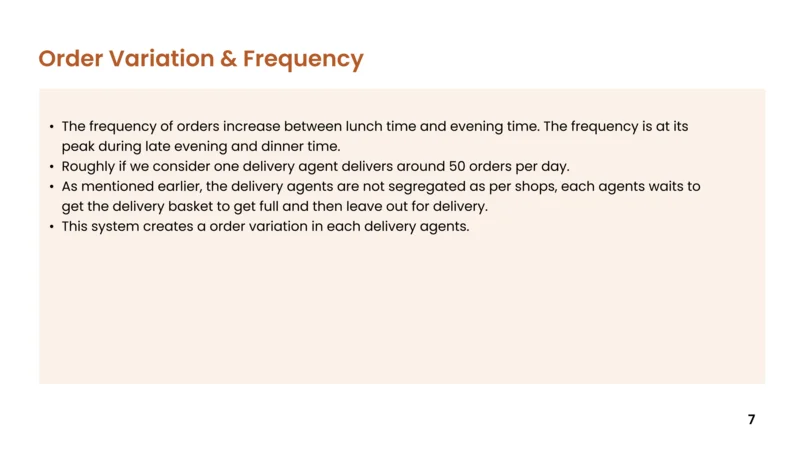 Order Variation & Frequency
• The frequency of orders increase between lunch time and evening time. The frequency is at its
peak during late evening and dinner time.
• Roughly if we consider one delivery agent delivers around 50 orders per day.
• As mentioned earlier, the delivery agents are not segregated as per shops, each agents waits to
get the delivery basket to get full and then leave out for delivery.
• This system creates a order variation in each delivery agents.
7